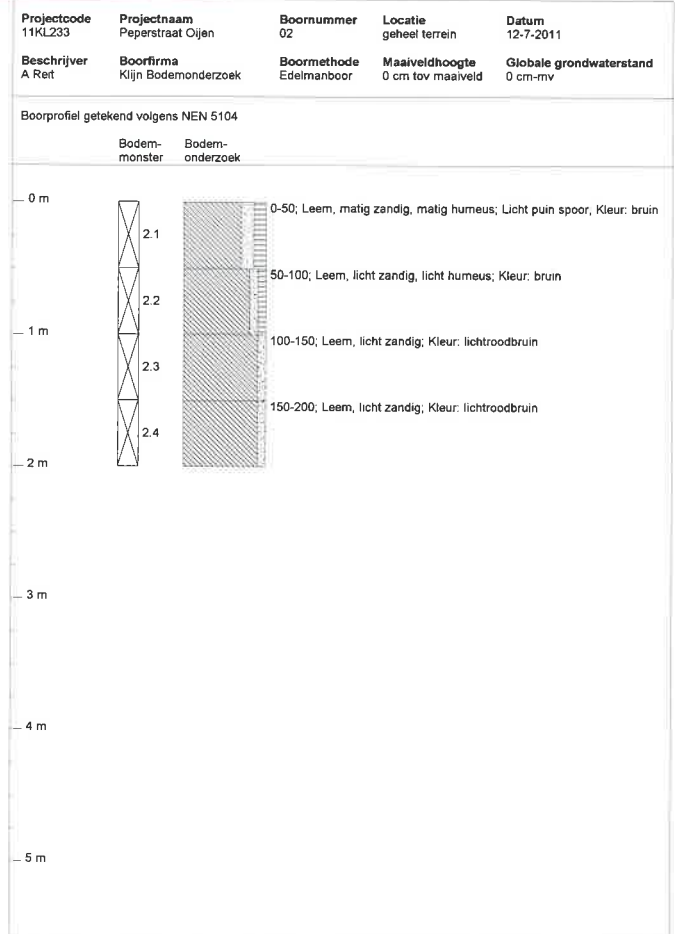 Projectcode Projectnaam Boornummer Locatie Datum
11KL233 Peperstraat Oijen 02 geheel terrein 12-7-2011
Beschrijver Boorfirma Boormethode Maaiveldhoogte Globale grondwaterstand
A Rert Klijn Bodemonderzoek Edelmanboor 0 cm tov maaiveld 0 cm-mv
Boorprofiel getekend volgens NEN 5104
Bodem- Bodem-
monster onderzoek
0 m
0-50; Leem, matig zandig, matig humeus; Licht puin spoor, Kleur: bruin
2.1
50-100; Leem, licht zandig, licht humeus; Kleur: bruin
2.2
1 m
100-150; Leem, licht zandig; Kleur: lichtroodbruin
2.3
150-200; Leem, licht zandig; Kleur: lichtroodbruin
2.4
2 m
3 m
4 m
5 m